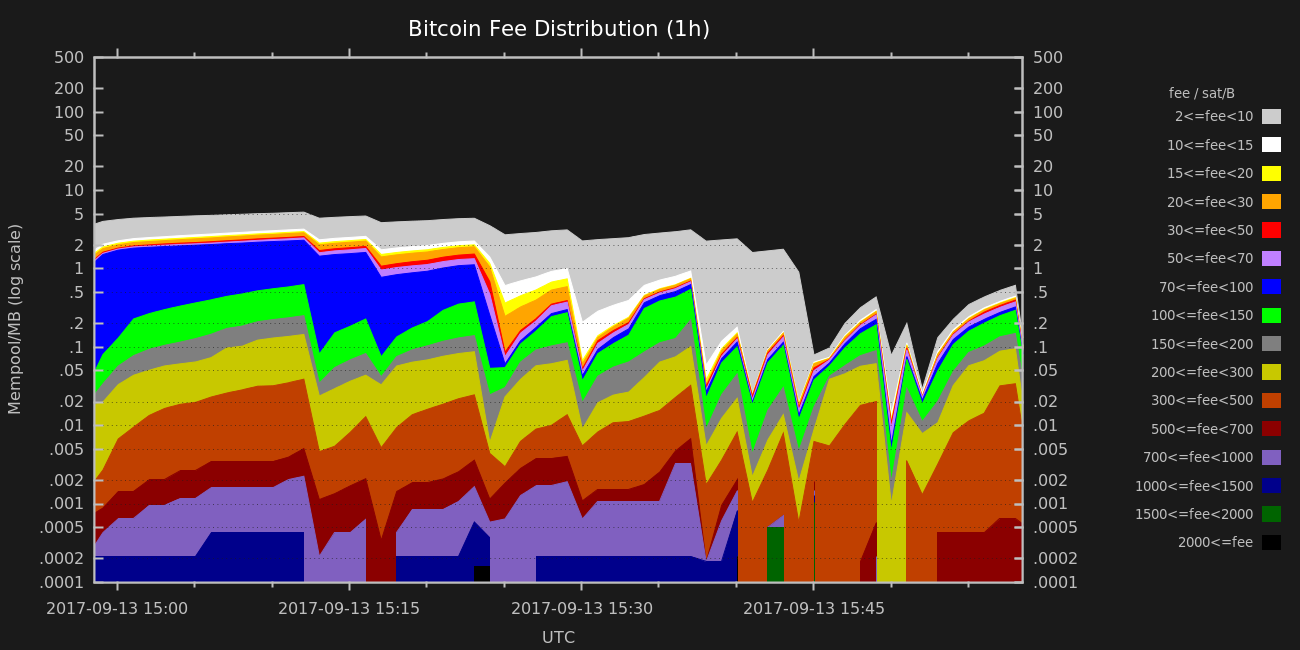 Bitcoin Fee Distribution (1h)
Mempool/MB (log scale)
500
200
100
50
20
10
5
2
1
.5
.2
.1
.05
.02
.01
.005
.002
.001
.0005
.0002
.0001
500
200
100
50
20
10
5
2
1
.5
.2
.1
.05
.02
.01
.005
.002
.001
.0005
.0002
.0001
fee / sat/B
2<=fee<10
10<=fee<15
15<=fee<20
20<=fee<30
30<=fee<50
50<=fee<70
70<=fee<100
100<=fee<150
150<=fee<200
200<=fee<300
300<=fee<500
500<=fee<700
700<=fee<1000
1000<=fee<1500
1500<=fee<2000
2000<=fee
2017-09-13 15:00 2017-09-13 15:15 2017-09-13 15:30 2017-09-13 15:45
UTC